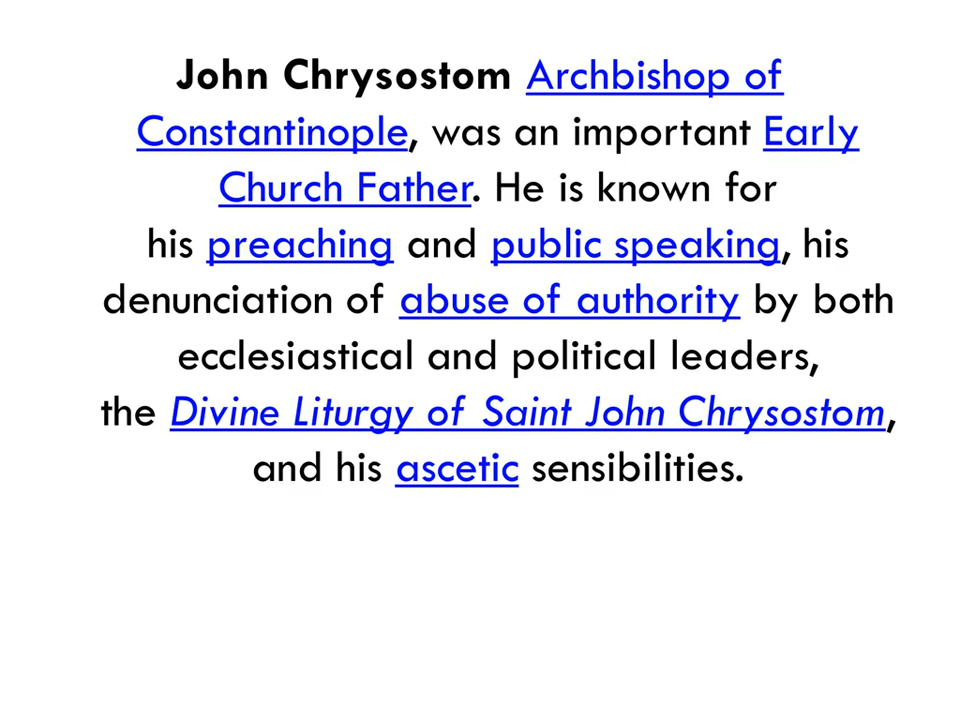 John Chrysostom Archbishop of
Constantinople, was an important Early
Church Father. He is known for
his preaching and public speaking, his
denunciation of abuse of authority by both
ecclesiastical and political leaders,
the Divine Liturgy of Saint John Chrysostom,
and his ascetic sensibilities.